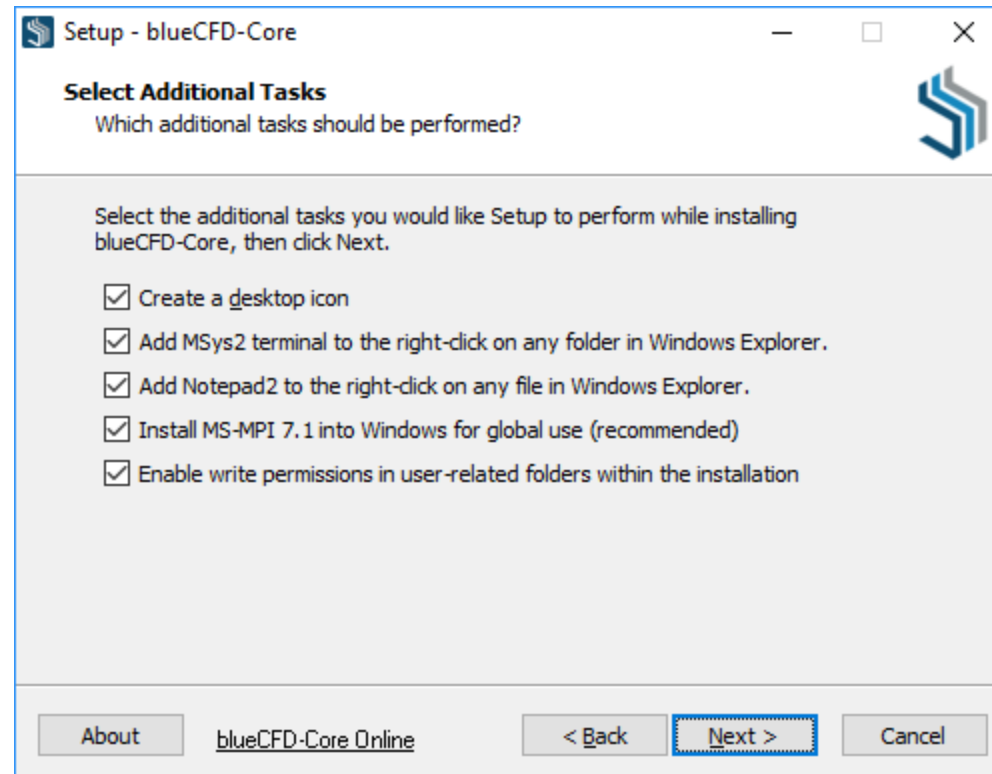 Setup - blueCFD-Core
Select Additional Tasks
Which additional tasks should be performed?
Select the additional tasks you would like Setup to perform while installing
blueCFD-Core, then click Next.
Create a desktop icon
Add MSys2 terminal to the right-click on any folder in Windows Explorer.
Add Notepad2 to the right-click on any file in Windows Explorer.
Install MS-MPI 7.1 into Windows for global use (recommended)
Enable write permissions in user-related folders within the installation
About blueCFD-Core Online < Back Next > Cancel